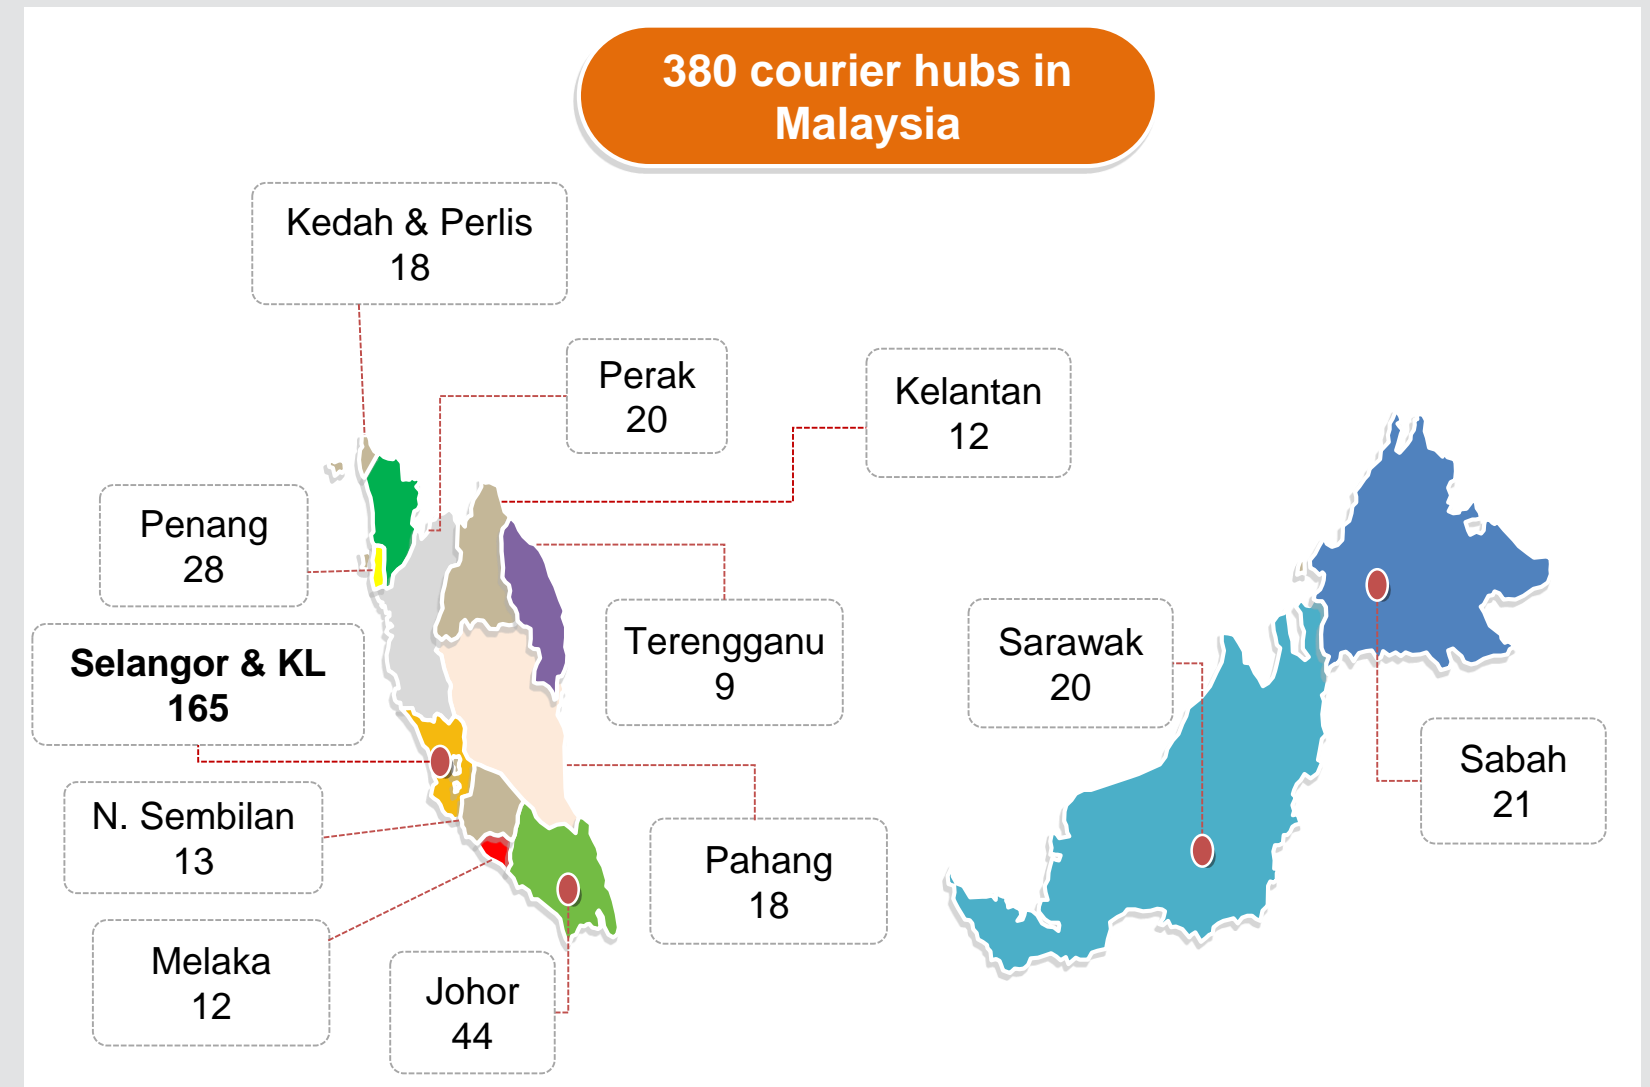 380 courier hubs in
Malaysia
Kedah & Perlis
18
Perak
20
Kelantan
12
Penang
28
Terengganu
9
Sarawak
20
Selangor & KL
165
Sabah
21
N. Sembilan
13
Pahang
18
Melaka
12
Johor
44